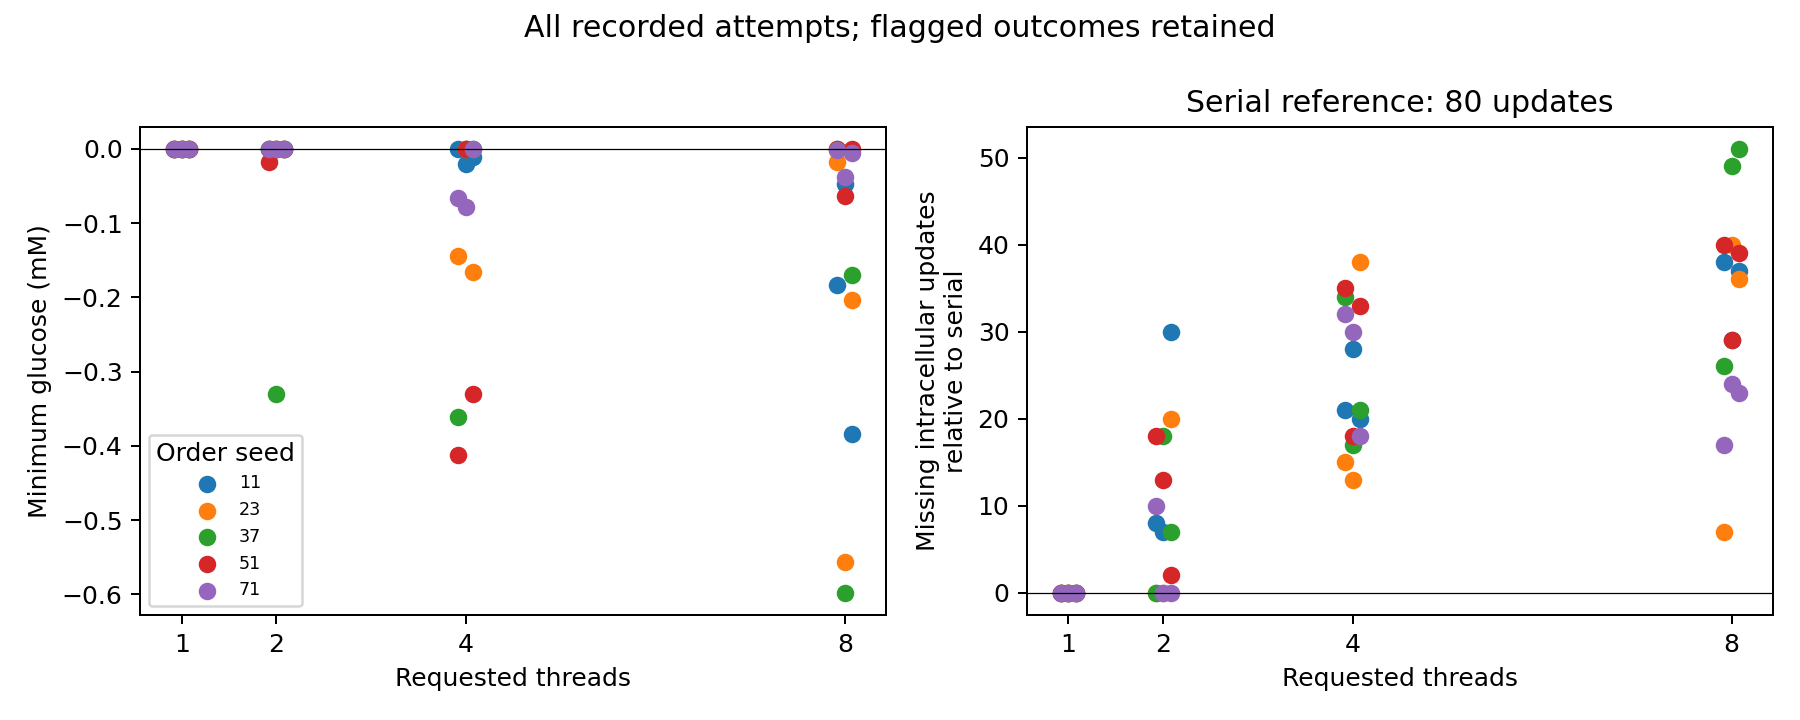 All recorded attempts; flagged outcomes retained
Minimum glucose (mM)
0.0
−0.1
−0.2
−0.3
−0.4
−0.5
−0.6
Order seed
11
23
37
51
71
1 2 4 8
Requested threads
Serial reference: 80 updates
Missing intracellular updates
relative to serial
50
40
30
20
10
0
1 2 4 8
Requested threads